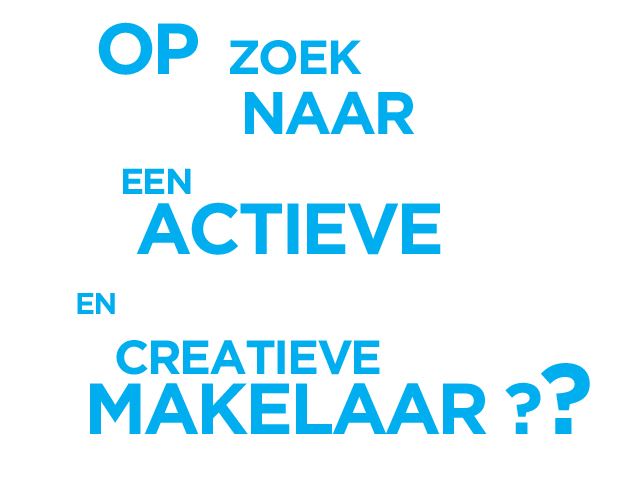 OP ZOEK
NAAR
EEN
ACTIEVE
EN
CREATIEVE
MAKELAAR ??